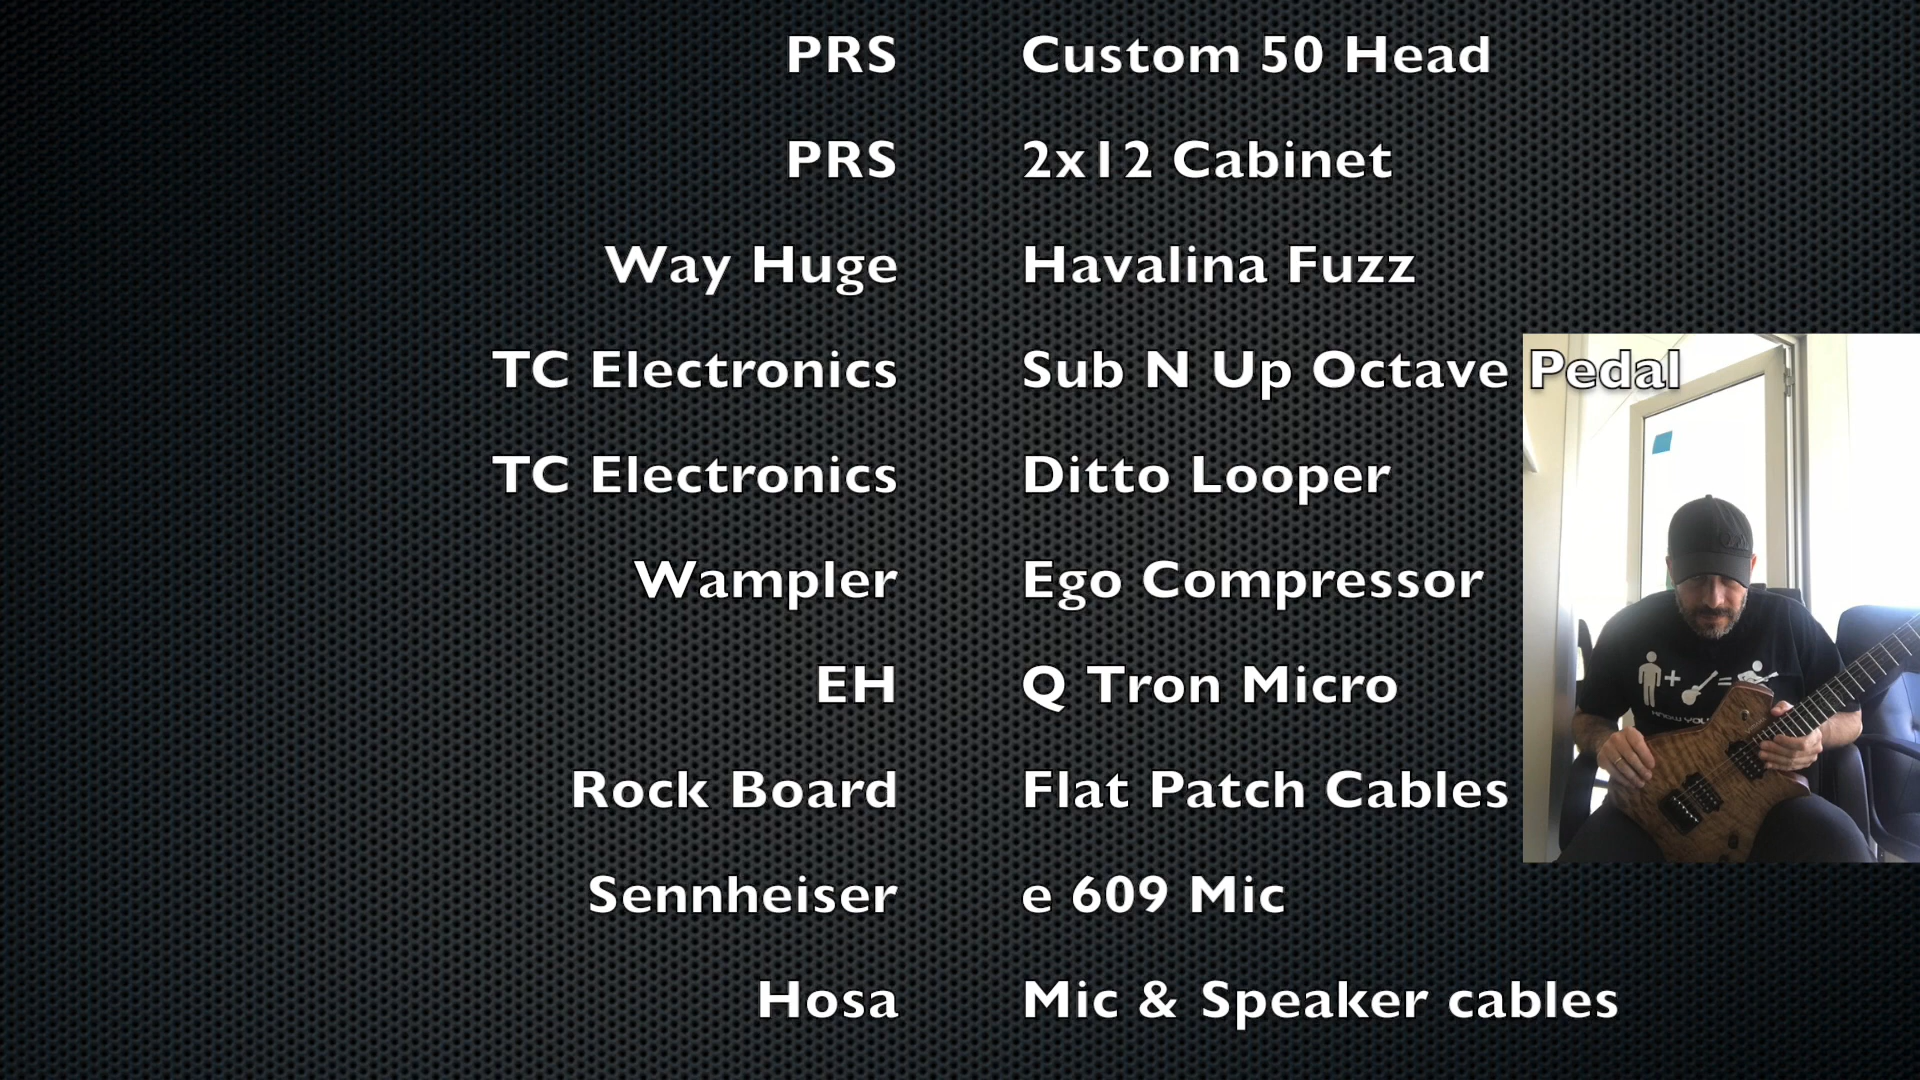 PRS Custom 50 Head
PRS 2x12 Cabinet
Way Huge Havalina Fuzz
TC Electronics Sub N Up Octave Pedal
TC Electronics Ditto Looper
Wampler Ego Compressor
EH Q Tron Micro
+ =
KNOW YOU
Rock Board Flat Patch Cables
Sennheiser e 609 Mic
Hosa Mic & Speaker cables